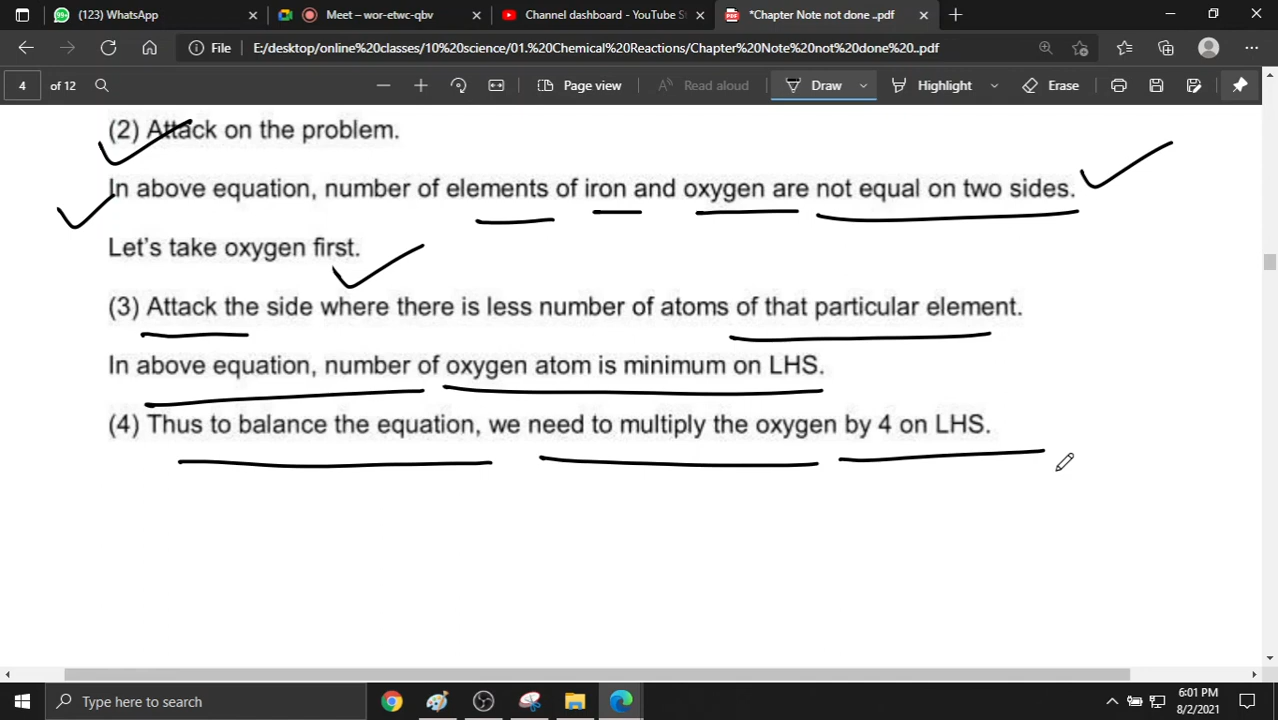 (123) WhatsApp
Meet – wor-etwc-qbv
Channel dashboard - YouTube S
*Chapter Note not done ..pdf
File
E:/desktop/online%20classes/10%20science/01.%20Chemical%20Reactions/Chapter%20Note%20not%20done%20..pdf
4 of 12
Page view
Read aloud
Draw
Highlight
Erase
(2) Attack on the problem.
In above equation, number of elements of iron and oxygen are not equal on two sides.
Let's take oxygen first.
(3) Attack the side where there is less number of atoms of that particular element.
In above equation, number of oxygen atom is minimum on LHS.
(4) Thus to balance the equation, we need to multiply the oxygen by 4 on LHS.
Type here to search
6:01 PM
8/2/2021